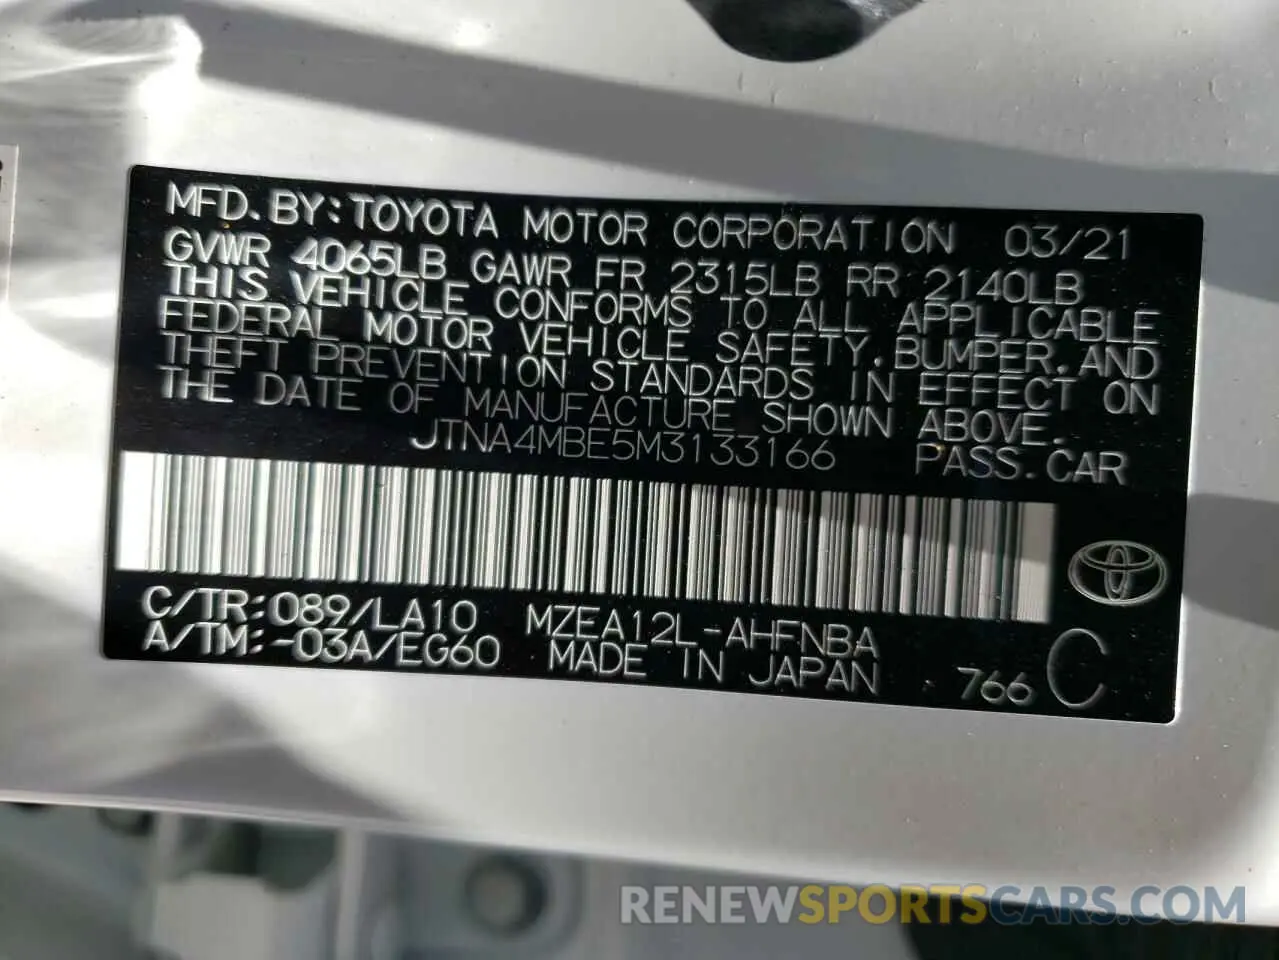 MFD.BY:TOYOTA MOTOR CORPORATION 03/21
GVWR 4065LB GAWR FR 2315LB RR 2140LB
THIS VEHICLE CONFORMS TO ALL APPLICABLE
FEDERAL MOTOR VEHICLE SAFETY.BUMPER.AND
THEFT PREVENTION STANDARDS IN EFFECT ON
THE DATE OF MANUFACTURE SHOWN ABOVE.
JTNA4MBE5M3133166 PASS.CAR
C/TR:089/LA10 MZEA12L-AHFNBA
A/TM:-03A/EG60 MADE IN JAPAN 766 C
RENEWSPORTSCARS.COM